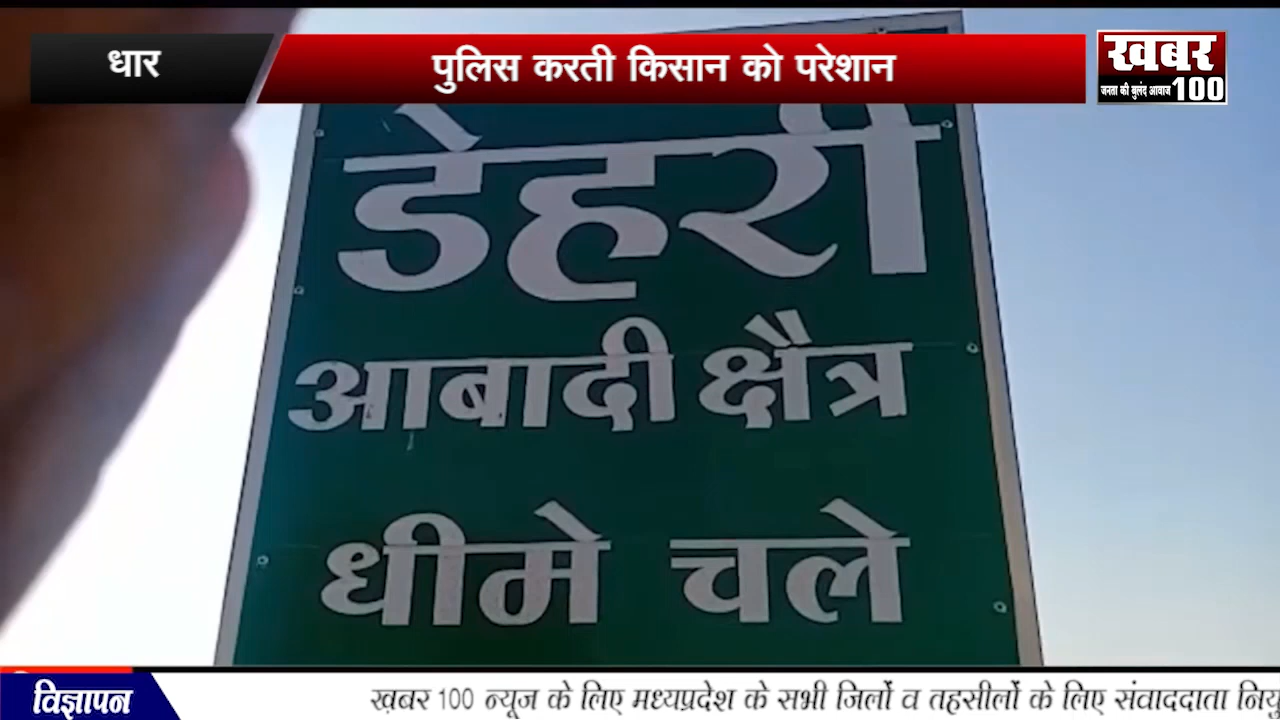 धार
पुलिस करती किसान को परेशान
खबर
जनता की बुलंद आवाज 100
डेहरी
आबादी क्षैत्र
धीमे चले
विज्ञापन
ख़बर 100 न्यूज के लिए मध्यप्रदेश के सभी जिलों व तहसीलों के लिए संवाददाता